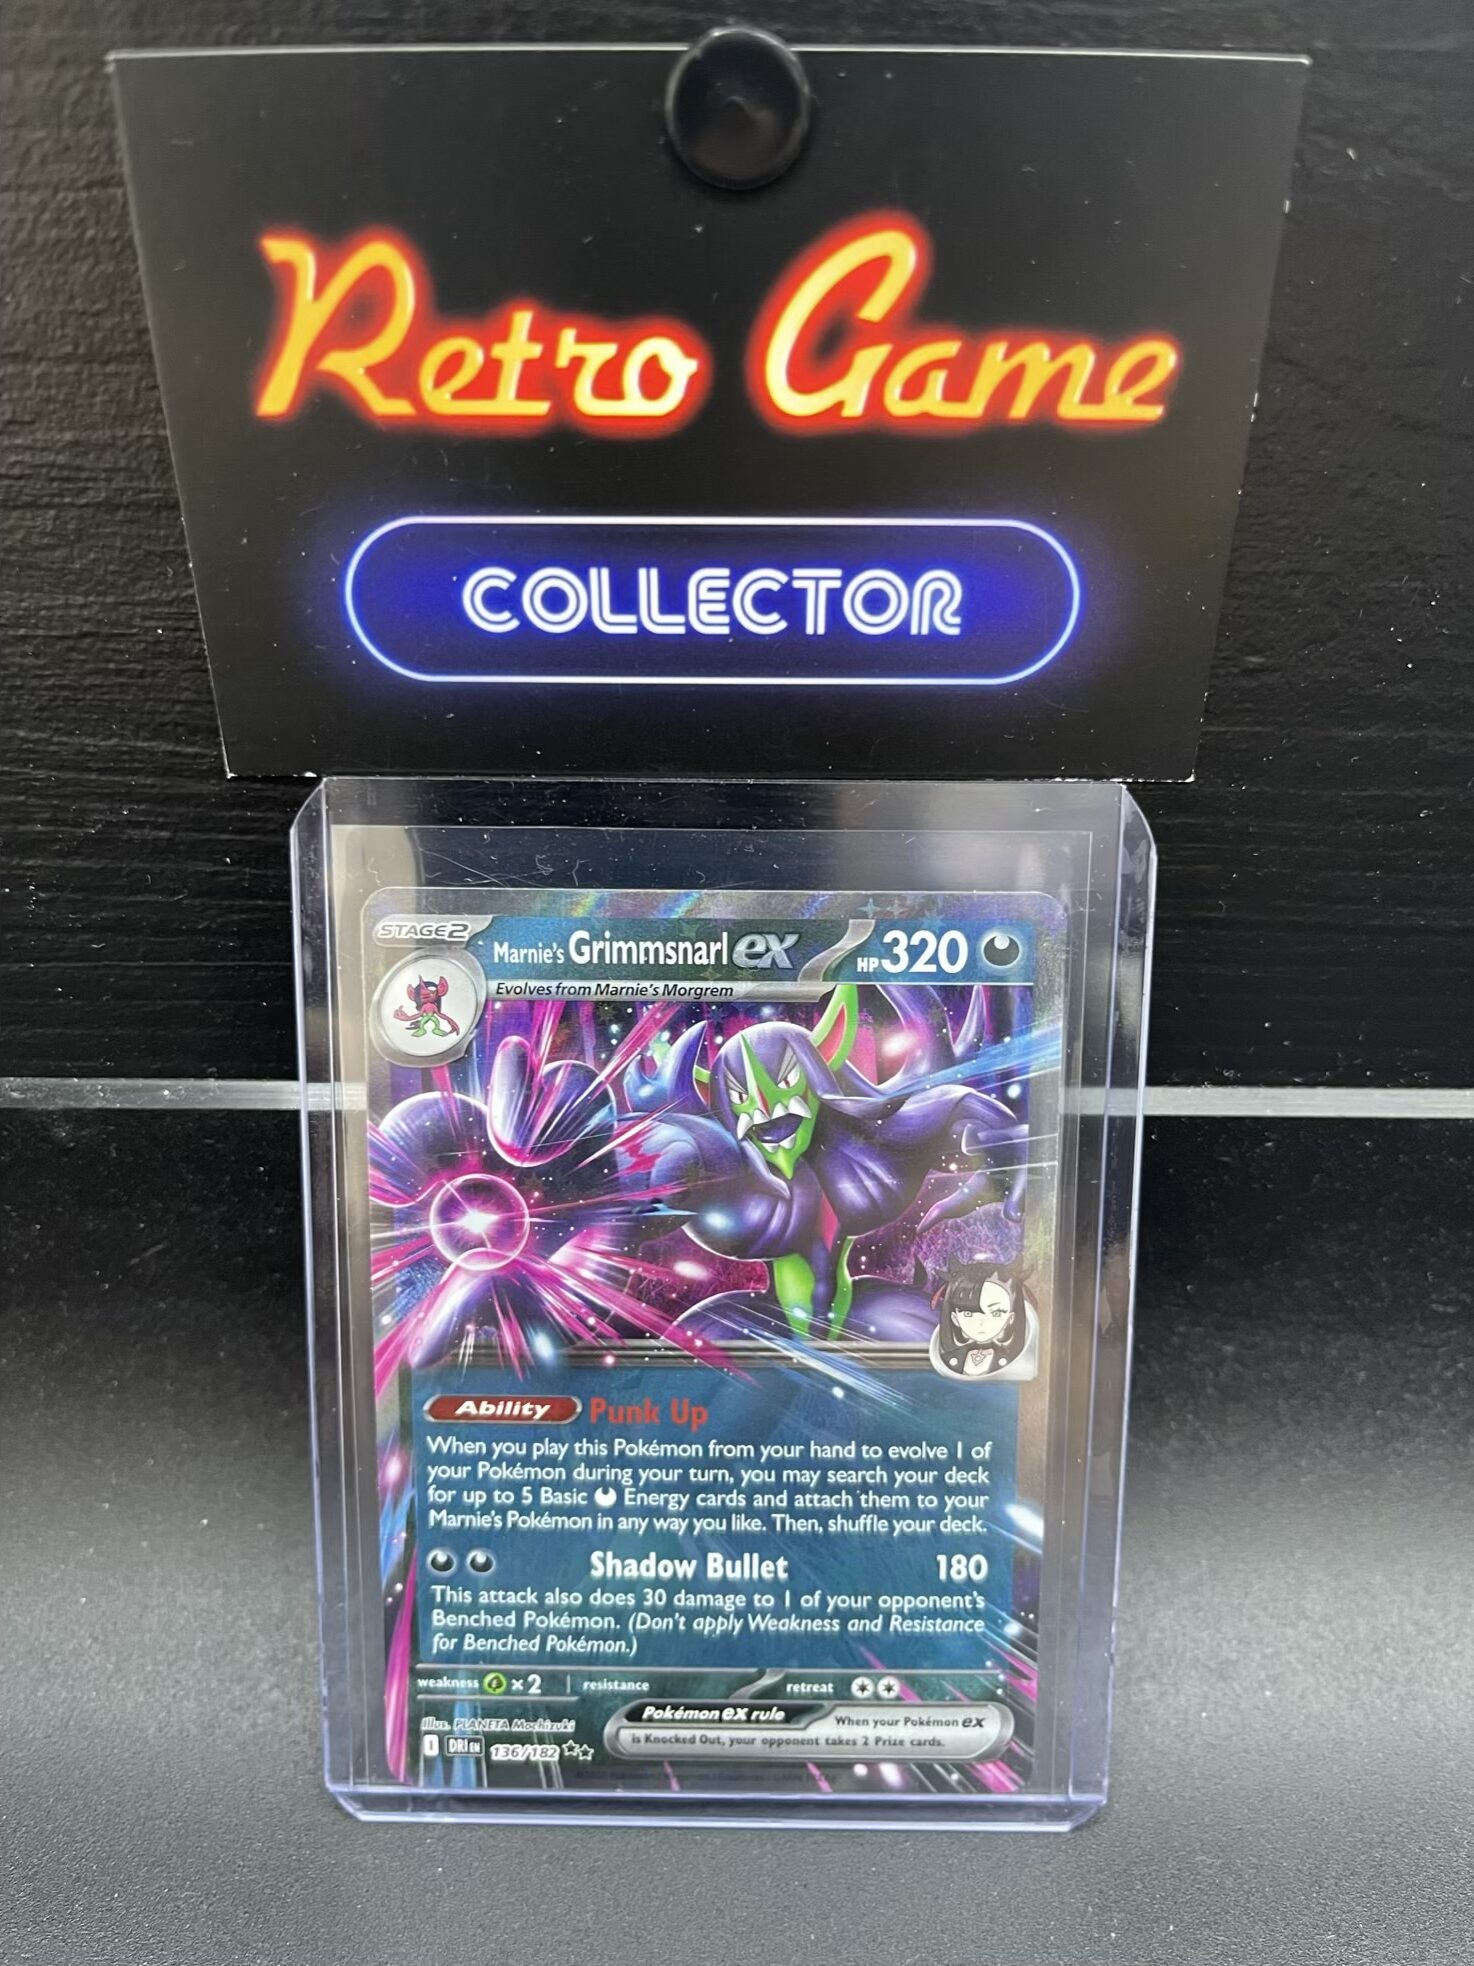 Retro Game
COLLECTOR
STAGE2
Marnie's Grimmsnarl ex
HP 320
Evolves from Marnie's Morgrem
Ability Punk Up
When you play this Pokémon from your hand to evolve 1 of
your Pokémon during your turn, you may search your deck
for up to 5 Basic Energy cards and attach them to your
Marnie's Pokémon in any way you like. Then, shuffle your deck.
Shadow Bullet 180
This attack also does 30 damage to 1 of your opponent's
Benched Pokémon. (Don't apply Weakness and Resistance
for Benched Pokémon.)
weakness ×2 resistance retreat
Illus. PLANETA Mochizuki
Pokémon ex rule When your Pokémon ex
is Knocked Out, your opponent takes 2 Prize cards.
I DRI EN 136/182